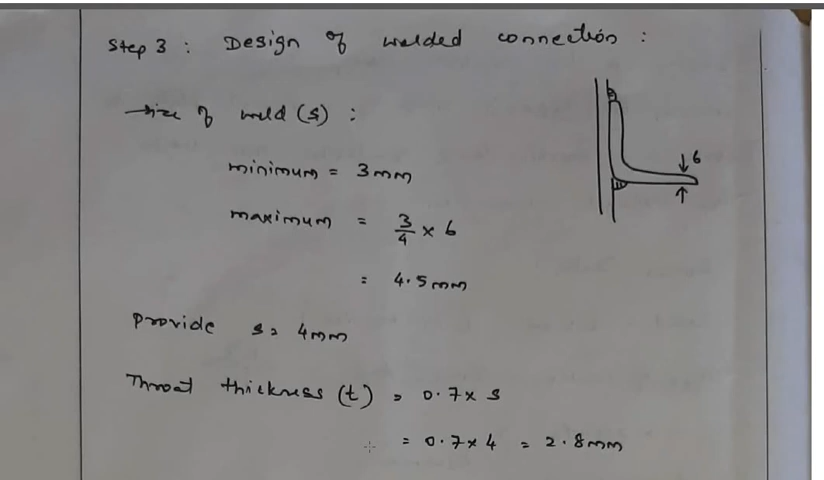 Step 3 : Design of welded connection :
size of weld (s) :
minimum = 3mm
maximum = 3/4 × 6
= 4.5mm
6
Provide s = 4mm
Throat thickness (t) = 0.7 × s
= 0.7 × 4 = 2.8mm